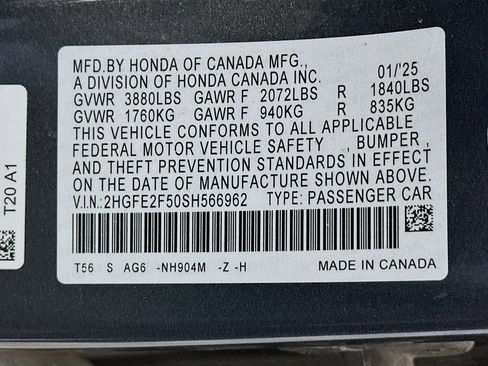 MFD.BY HONDA OF CANADA MFG.,
A DIVISION OF HONDA CANADA INC. 01/'25
GVWR 3880LBS GAWR F 2072LBS R 1840LBS
GVWR 1760KG GAWR F 940KG R 835KG
THIS VEHICLE CONFORMS TO ALL APPLICABLE
FEDERAL MOTOR VEHICLE SAFETY , BUMPER ,
AND THEFT PREVENTION STANDARDS IN EFFECT
ON THE DATE OF MANUFACTURE SHOWN ABOVE.
V.I.N.:2HGFE2F50SH566962 TYPE: PASSENGER CAR
T56 S AG6 -NH904M -Z -H MADE IN CANADA
T20 A1